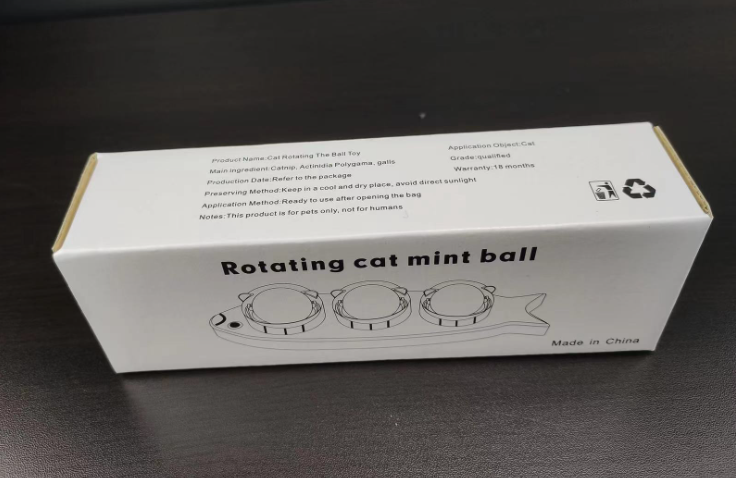 Product Name:Cat Rotating The Ball Toy
Main ingredient:Catnip, Actinidia Polygama, galls
Production Date:Refer to the package
Preserving Method:Keep in a cool and dry place, avoid direct sunlight
Application Method:Ready to use after opening the bag
Notes:This product is for pets only, not for humans
Application Object:Cat
Grade:qualified
Warranty:18 months
Rotating cat mint ball
Made in China